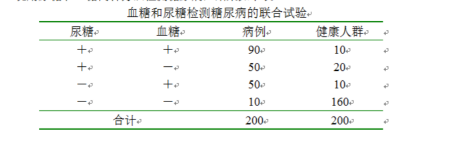 血糖和尿糖检测糖尿病的联合试验
尿糖 血糖 病例 健康人群
＋ ＋ 90 10
＋ － 50 20
－ ＋ 50 10
－ － 10 160
合计 200 200